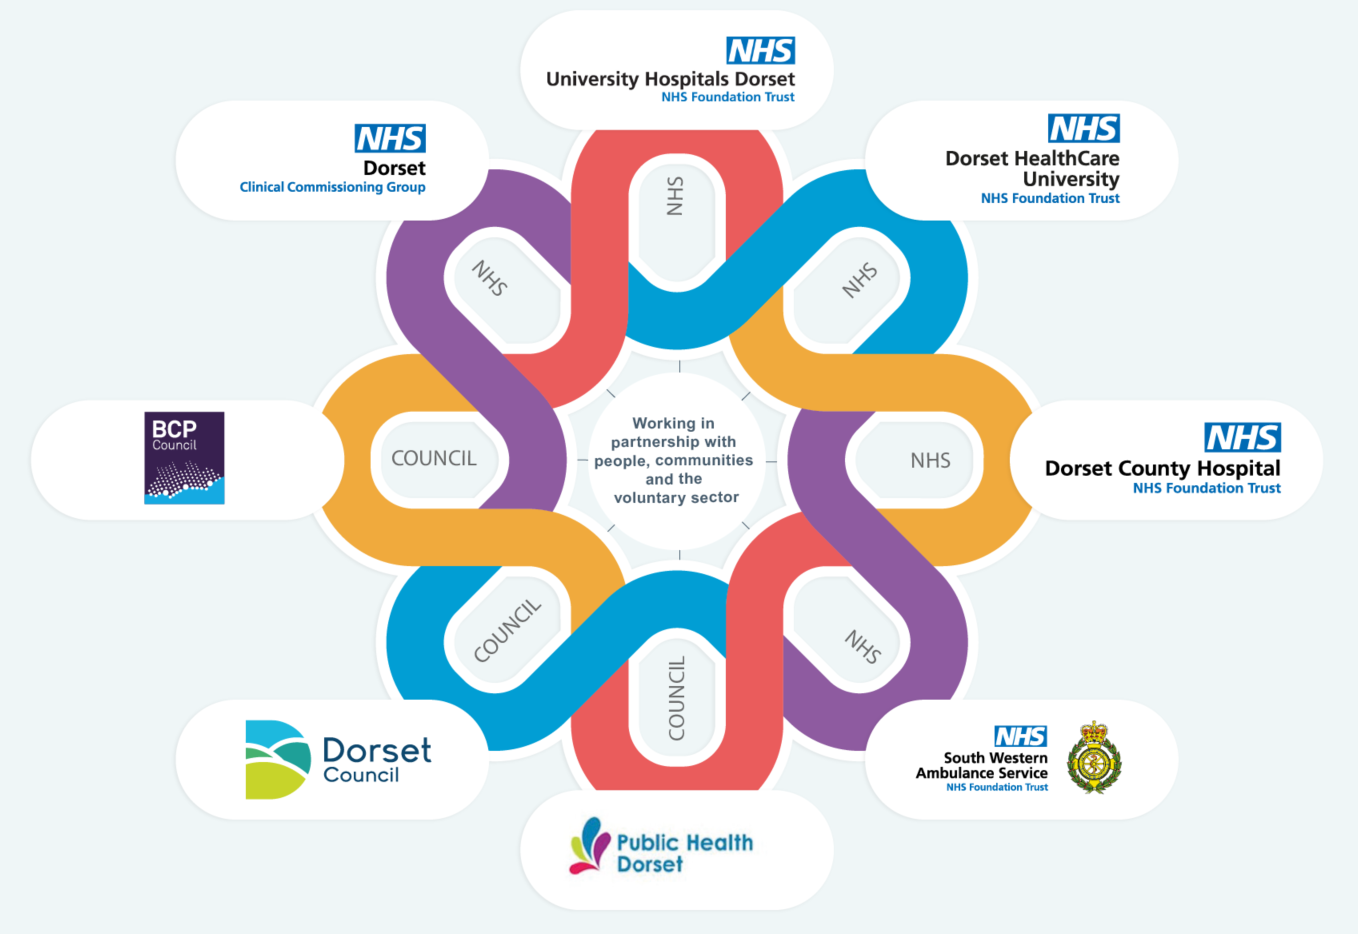 NHS
University Hospitals Dorset
NHS Foundation Trust
NHS
Dorset
Clinical Commissioning Group
NHS
Dorset HealthCare
University
NHS Foundation Trust
NHS
NHS
NHS
BCP
Council
COUNCIL
Working in
partnership with
people, communities
and the
voluntary sector
NHS
NHS
Dorset County Hospital
NHS Foundation Trust
COUNCIL
NHS
COUNCIL
Dorset
Council
NHS
South Western
Ambulance Service
NHS Foundation Trust
Public Health
Dorset